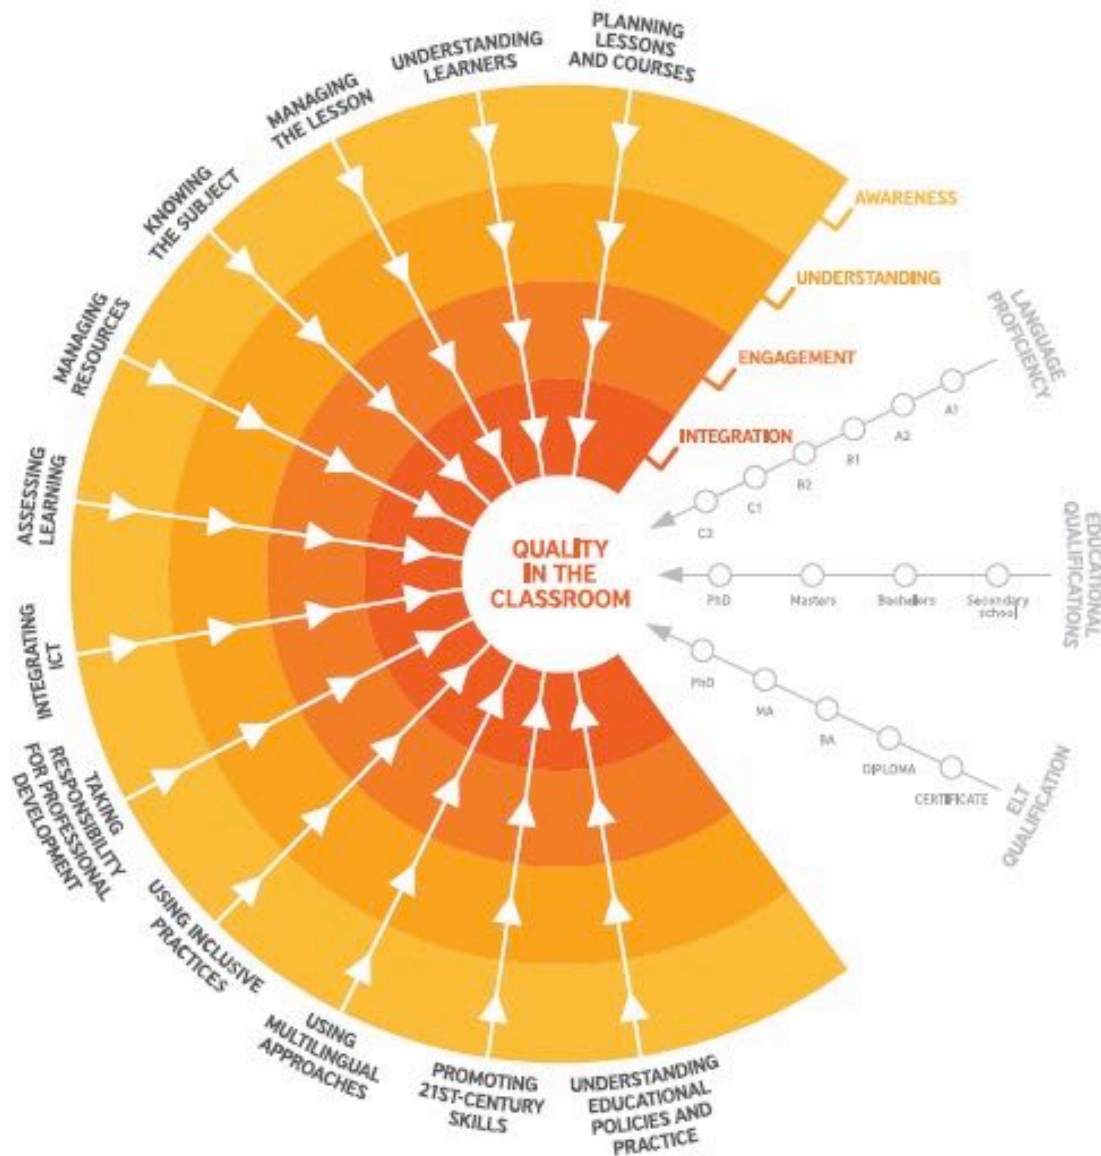 PLANNING
LESSONS
AND COURSES
UNDERSTANDING
LEARNERS
MANAGING
THE LESSON
KNOWING
THE SUBJECT
MANAGING
RESOURCES
ASSESSING
LEARNING
INTEGRATING
ICT
TAKING
RESPONSIBILITY
FOR PROFESSIONAL
DEVELOPMENT
USING INCLUSIVE
PRACTICES
USING
MULTILINGUAL
APPROACHES
PROMOTING
21ST-CENTURY
SKILLS
UNDERSTANDING
EDUCATIONAL
POLICIES AND
PRACTICE
AWARENESS
UNDERSTANDING
ENGAGEMENT
INTEGRATION
QUALITY
IN THE
CLASSROOM
LANGUAGE
PROFICIENCY
A1
A2
B1
B2
C1
C2
EDUCATIONAL
QUALIFICATIONS
PhD
Masters
Bachellors
Secondary
school
ELT
QUALIFICATION
PhD
MA
BA
DIPLOMA
CERTIFICATE